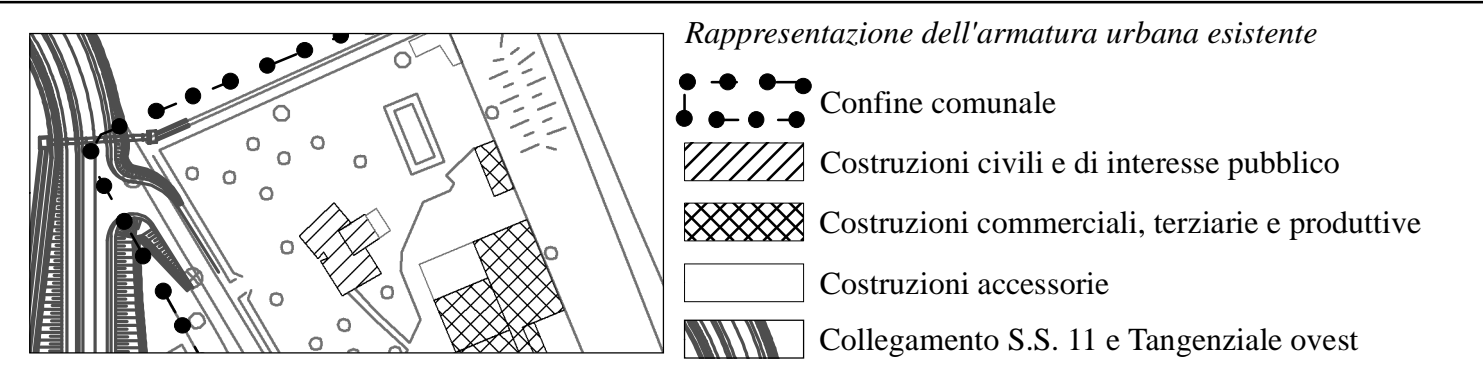 Rappresentazione dell'armatura urbana esistente
Confine comunale
Costruzioni civili e di interesse pubblico
Costruzioni commerciali, terziarie e produttive
Costruzioni accessorie
Collegamento S.S. 11 e Tangenziale ovest